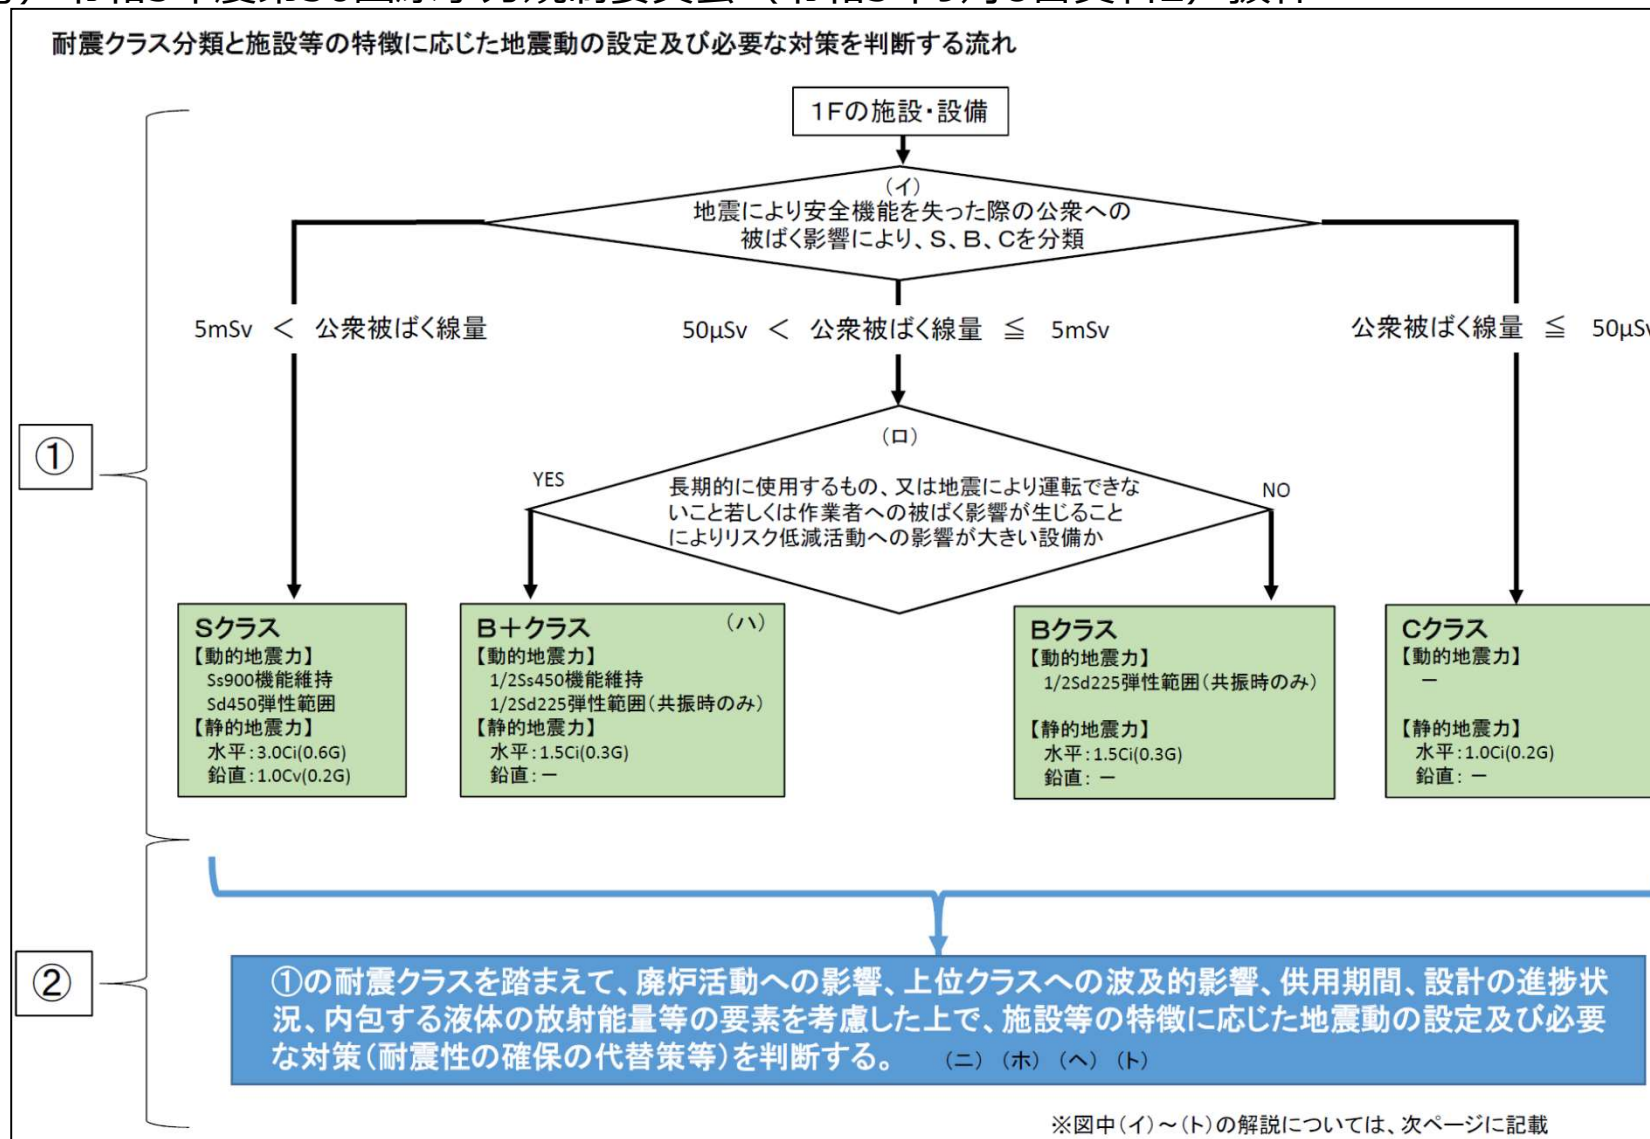 耐震クラス分類と施設等の特徴に応じた地震動の設定及び必要な対策を判断する流れ
1Fの施設・設備
(イ)
地震により安全機能を失った際の公衆への
被ばく影響により、S、B、Cを分類
5mSv < 公衆被ばく線量
50μSv < 公衆被ばく線量 ≦ 5mSv
公衆被ばく線量 ≦ 50μSv
①
(ロ)
YES
長期的に使用するもの、又は地震により運転できな
いこと若しくは作業者への被ばく影響が生じること
によりリスク低減活動への影響が大きい設備か
NO
Sクラス
【動的地震力】
Ss900機能維持
Sd450弾性範囲
【静的地震力】
水平:3.0Ci(0.6G)
鉛直:1.0Cv(0.2G)
B+クラス (ハ)
【動的地震力】
1/2Ss450機能維持
1/2Sd225弾性範囲(共振時のみ)
【静的地震力】
水平:1.5Ci(0.3G)
鉛直:ー
Bクラス
【動的地震力】
1/2Sd225弾性範囲(共振時のみ)
【静的地震力】
水平:1.5Ci(0.3G)
鉛直: ー
Cクラス
【動的地震力】
ー
【静的地震力】
水平:1.0Ci(0.2G)
鉛直: ー
②
①の耐震クラスを踏まえて、廃炉活動への影響、上位クラスへの波及的影響、供用期間、設計の進捗状
況、内包する液体の放射能量等の要素を考慮した上で、施設等の特徴に応じた地震動の設定及び必要
な対策(耐震性の確保の代替策等)を判断する。 (ニ) (ホ) (ヘ) (ト)
※図中(イ)~(ト)の解説については、次ページに記載